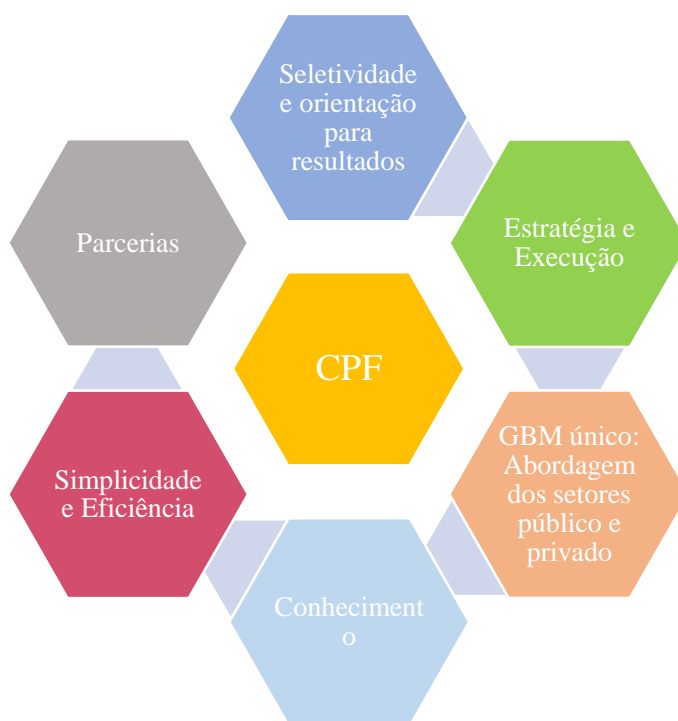 Seletividade
e orientação
para
resultados
Parcerias
Estratégia e
Execução
CPF
GBM único:
Abordagem
dos setores
público e
privado
Simplicidade
e Eficiência
Conheciment
o